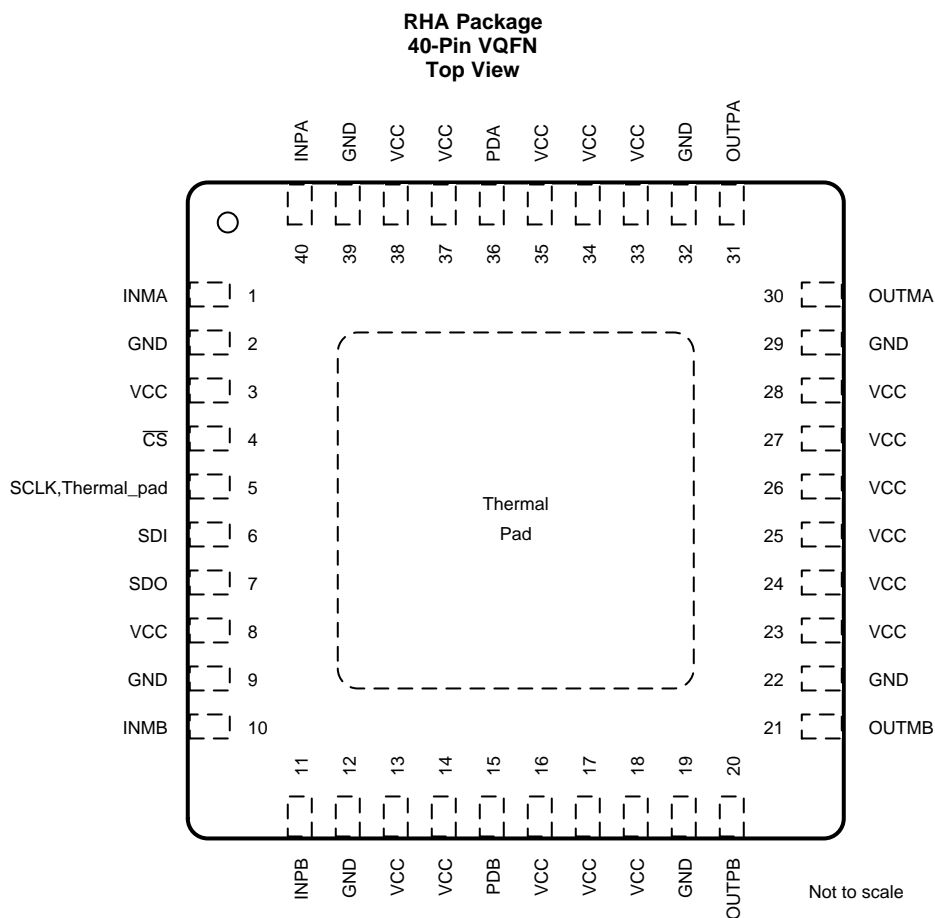 RHA Package
40-Pin VQFN
Top View
INPA GND VCC VCC PDA VCC VCC VCC GND OUTPA
40 39 38 37 36 35 34 33 32 31
INMA 1 30 OUTMA
GND 2 29 GND
VCC 3 28 VCC
C̅S̅ 4 27 VCC
SCLK,Thermal_pad 5 26 VCC
Thermal
Pad
SDI 6 25 VCC
SDO 7 24 VCC
VCC 8 23 VCC
GND 9 22 GND
INMB 10 21 OUTMB
11 12 13 14 15 16 17 18 19 20
INPB GND VCC VCC PDB VCC VCC VCC GND OUTPB
Not to scale